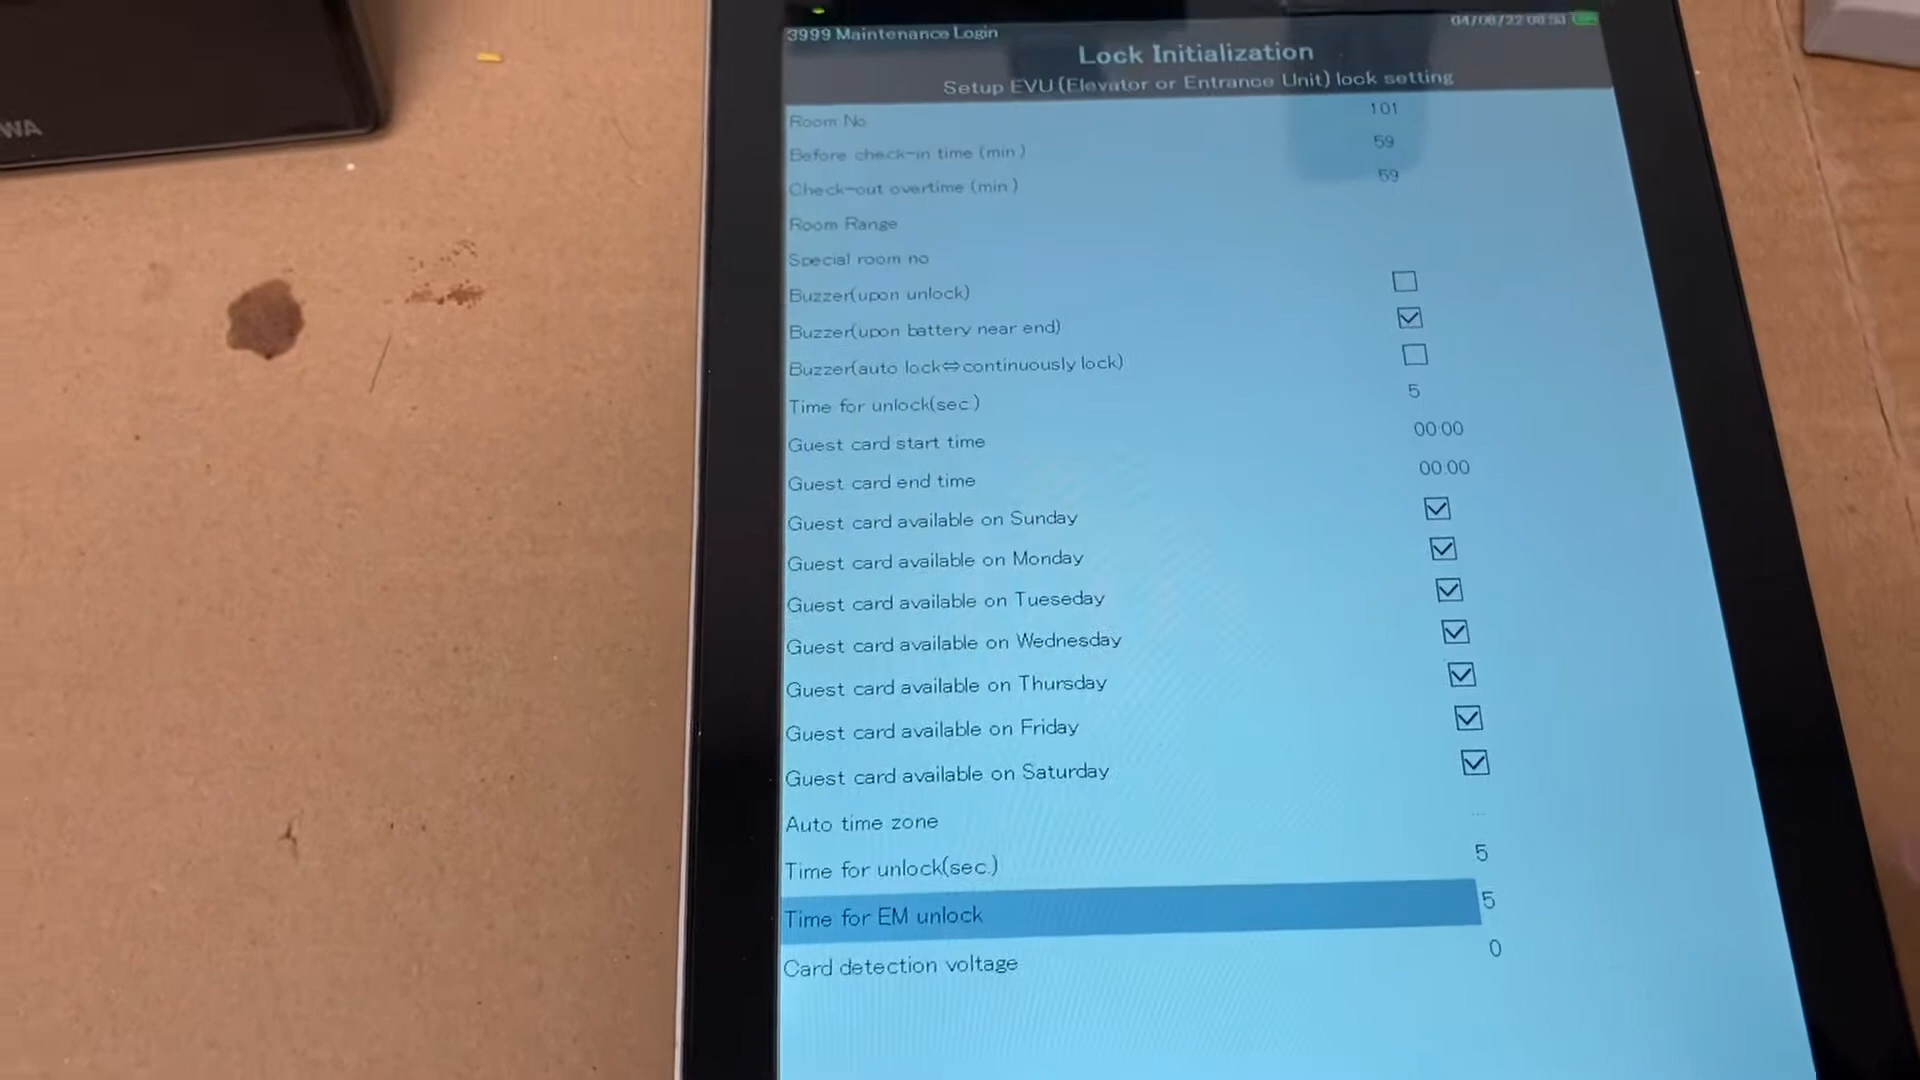 WA
3999 Maintenance Login
04/06/22
Lock Initialization
Setup EVU (Elevator or Entrance Unit) lock setting
Room No 101
Before check-in time (min.) 59
Check-out overtime (min.) 59
Room Range
Special room no
Buzzer(upon unlock)
Buzzer(upon battery near end)
Buzzer(auto lock⇔continuously lock)
Time for unlock(sec.) 5
Guest card start time 00:00
Guest card end time 00:00
Guest card available on Sunday
Guest card available on Monday
Guest card available on Tueseday
Guest card available on Wednesday
Guest card available on Thursday
Guest card available on Friday
Guest card available on Saturday
Auto time zone ...
Time for unlock(sec.) 5
Time for EM unlock 5
Card detection voltage 0